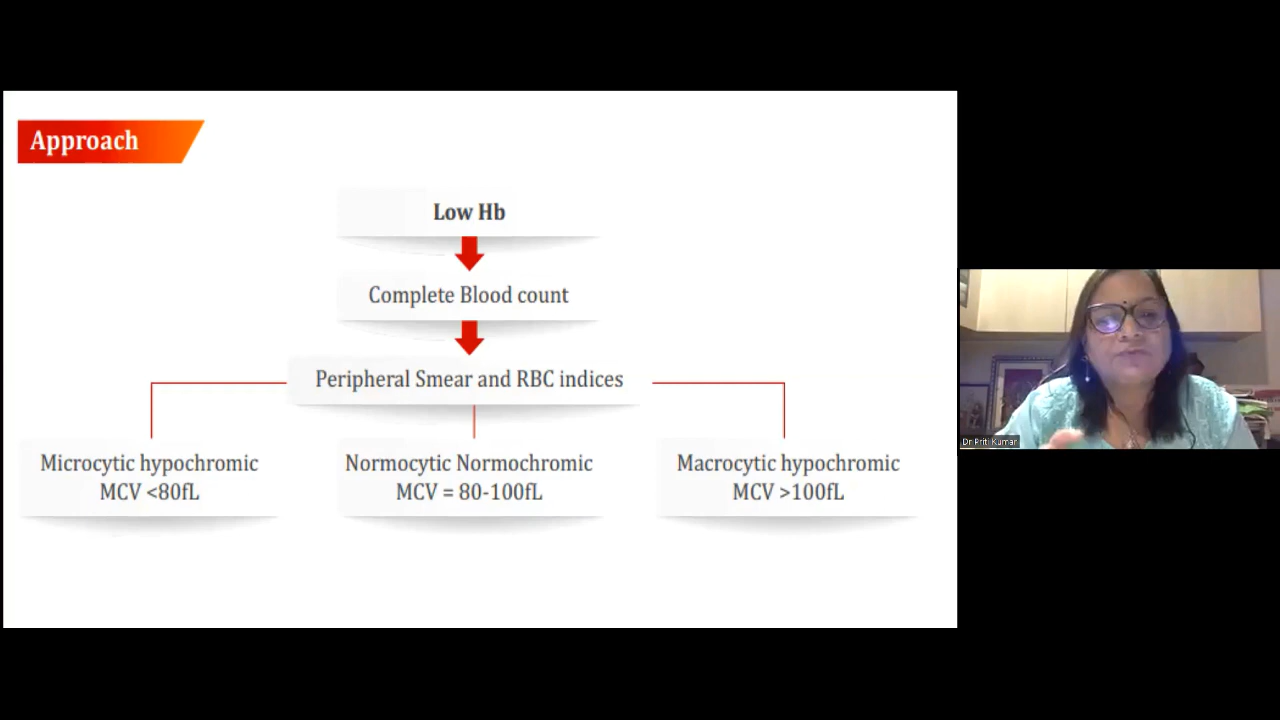 Approach
Low Hb
Complete Blood count
Peripheral Smear and RBC indices
Microcytic hypochromic
MCV <80fL
Normocytic Normochromic
MCV = 80-100fL
Macrocytic hypochromic
MCV >100fL
Dr Priti Kumar